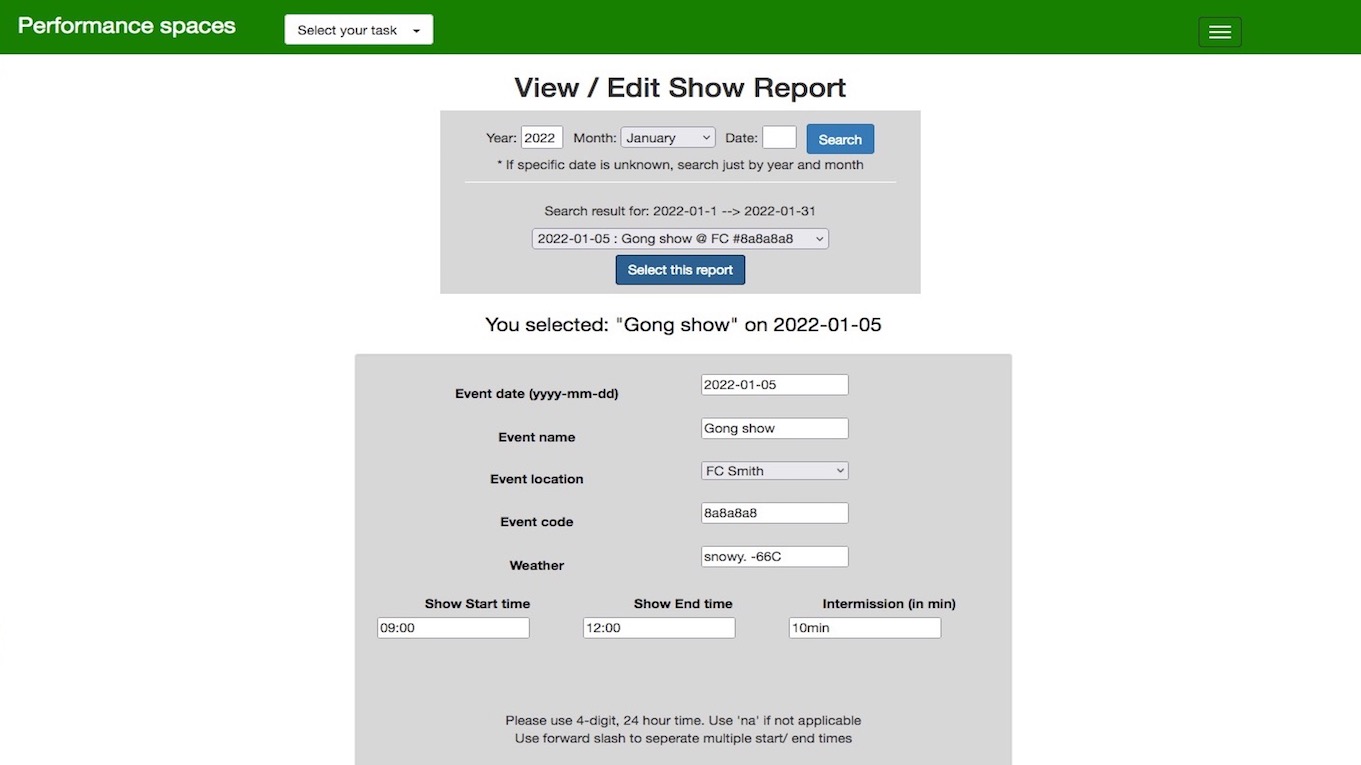 Performance spaces
Select your task
View / Edit Show Report
Year: 2022 Month: January Date: Search
* If specific date is unknown, search just by year and month
Search result for: 2022-01-1 --> 2022-01-31
2022-01-05 : Gong show @ FC #8a8a8a8
Select this report
You selected: "Gong show" on 2022-01-05
Event date (yyyy-mm-dd) 2022-01-05
Event name Gong show
Event location FC Smith
Event code 8a8a8a8
Weather snowy. -66C
Show Start time Show End time Intermission (in min)
09:00 12:00 10min
Please use 4-digit, 24 hour time. Use 'na' if not applicable
Use forward slash to seperate multiple start/ end times